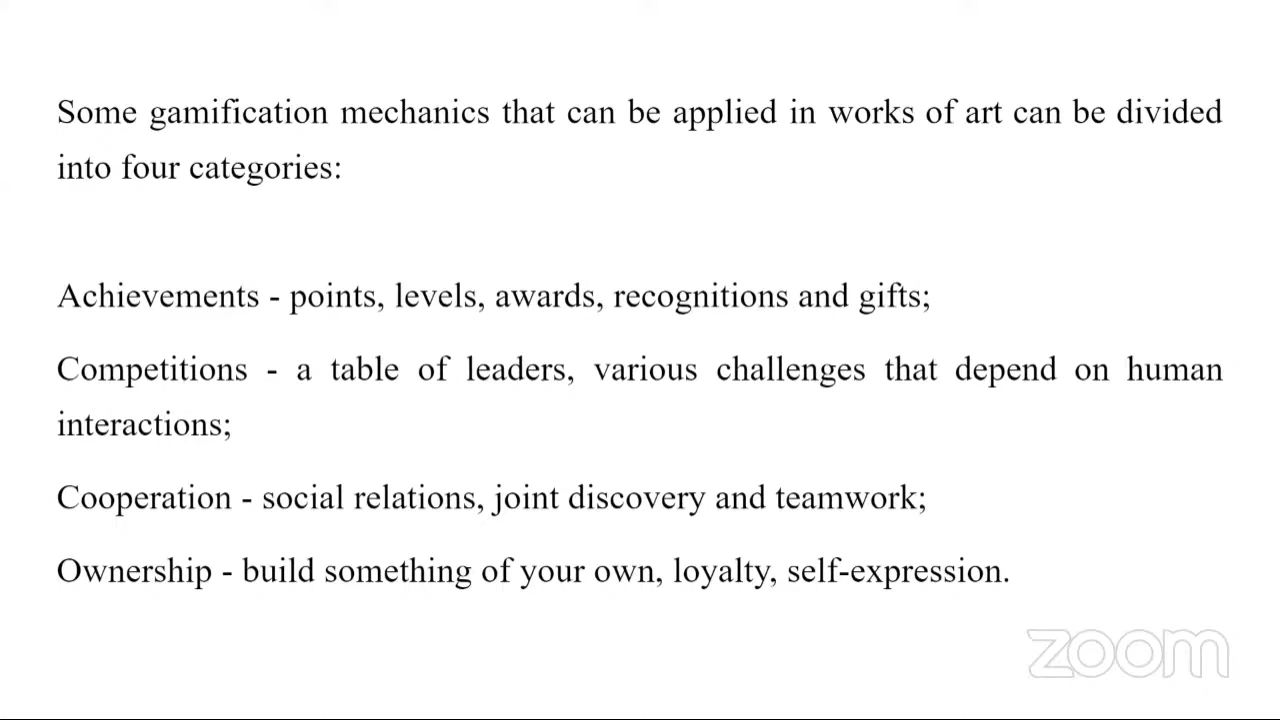 Some gamification mechanics that can be applied in works of art can be divided
into four categories:
Achievements - points, levels, awards, recognitions and gifts;
Competitions - a table of leaders, various challenges that depend on human
interactions;
Cooperation - social relations, joint discovery and teamwork;
Ownership - build something of your own, loyalty, self-expression.
zoom